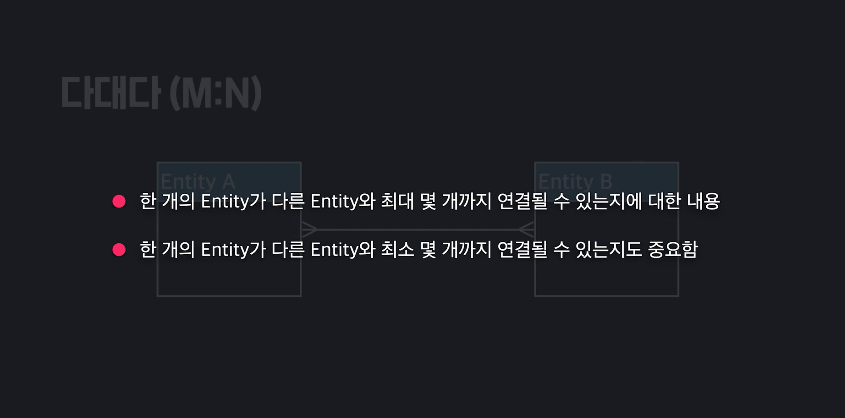 다대다 (M:N)
Entity A
Entity B
한 개의 Entity가 다른 Entity와 최대 몇 개까지 연결될 수 있는지에 대한 내용
한 개의 Entity가 다른 Entity와 최소 몇 개까지 연결될 수 있는지도 중요함